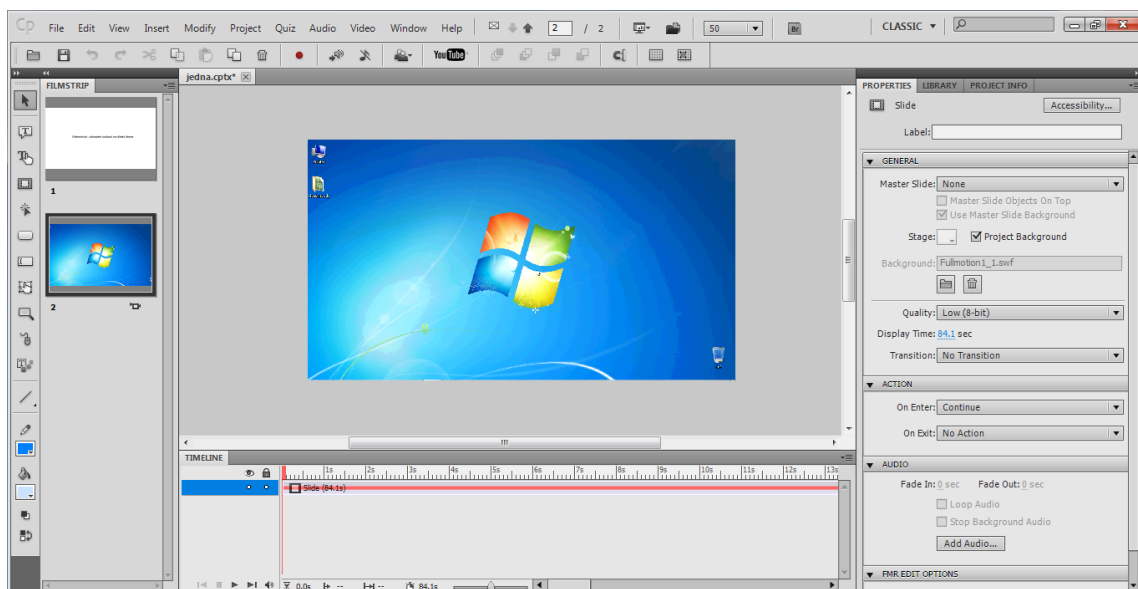 Cp File Edit View Insert Modify Project Quiz Audio Video Window Help 2 / 2 50 Br CLASSIC
YouTube
jedna.cptx*
FILMSTRIP
1
2
PROPERTIES LIBRARY PROJECT INFO
Slide Accessibility...
Label:
GENERAL
Master Slide: None
Master Slide Objects On Top
Use Master Slide Background
Stage: Project Background
Background: Fullmotion1_1.swf
Quality: Low (8-bit)
Display Time: 84.1 sec
Transition: No Transition
ACTION
On Enter: Continue
On Exit: No Action
AUDIO
Fade In: 0 sec Fade Out: 0 sec
Loop Audio
Stop Background Audio
Add Audio...
FMR EDIT OPTIONS
TIMELINE
1s 2s 3s 4s 5s 6s 7s 8s 9s 10s 11s 12s 13s
Slide (84.1s)
0.0s -- -- 84.1s